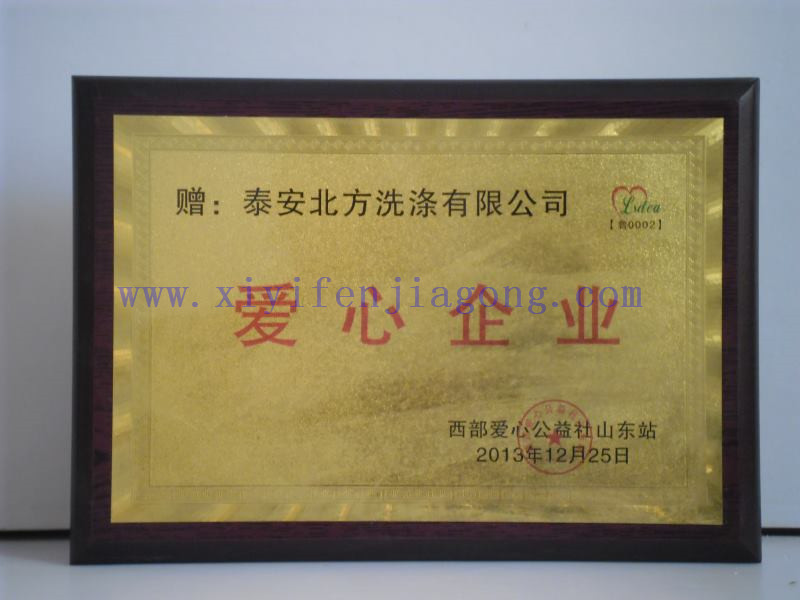 赠：泰安北方洗涤有限公司
Lsdca
【鲁0002】
爱心企业
www.xiyifenjiagong.com
西部爱心公益社山东站
2013年12月25日